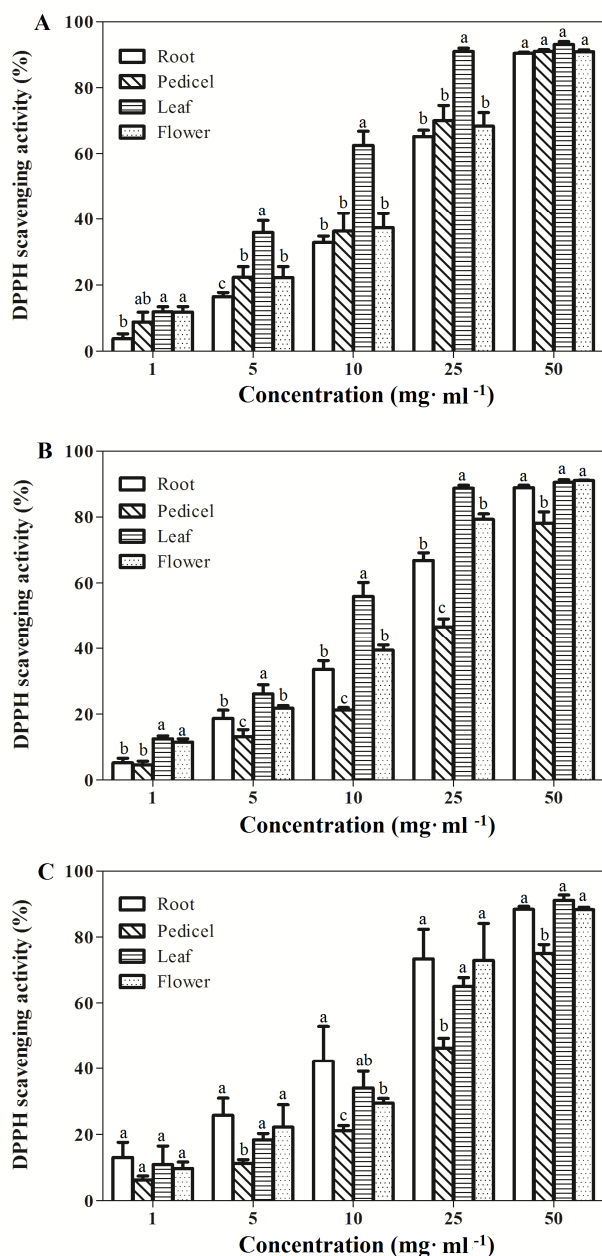 A
DPPH scavenging activity (%)
100
80
60
40
20
0
Root
Pedicel
Leaf
Flower
b ab a a
c b a b
b b a b
b b a b
a a a a
1 5 10 25 50
Concentration (mg· ml -1)
B
DPPH scavenging activity (%)
100
80
60
40
20
0
Root
Pedicel
Leaf
Flower
b b a a
b c a b
b c a b
b c a b
a b a a
1 5 10 25 50
Concentration (mg· ml -1)
C
DPPH scavenging activity (%)
100
80
60
40
20
0
Root
Pedicel
Leaf
Flower
a a a a
a b a a
a c ab b
a b a a
a b a a
1 5 10 25 50
Concentration (mg· ml -1)